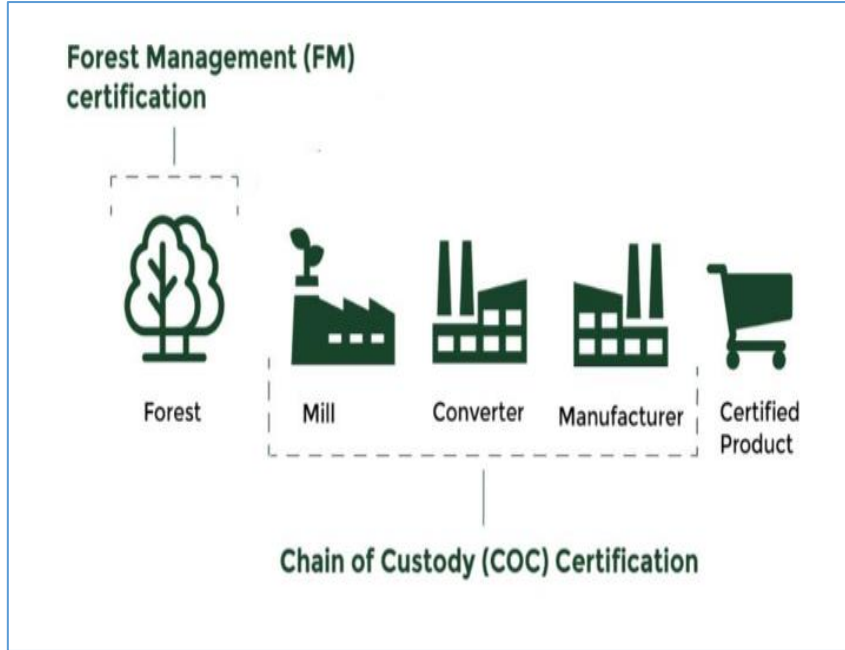 Forest Management (FM)
certification
Forest
Mill
Converter
Manufacturer
Certified
Product
Chain of Custody (COC) Certification